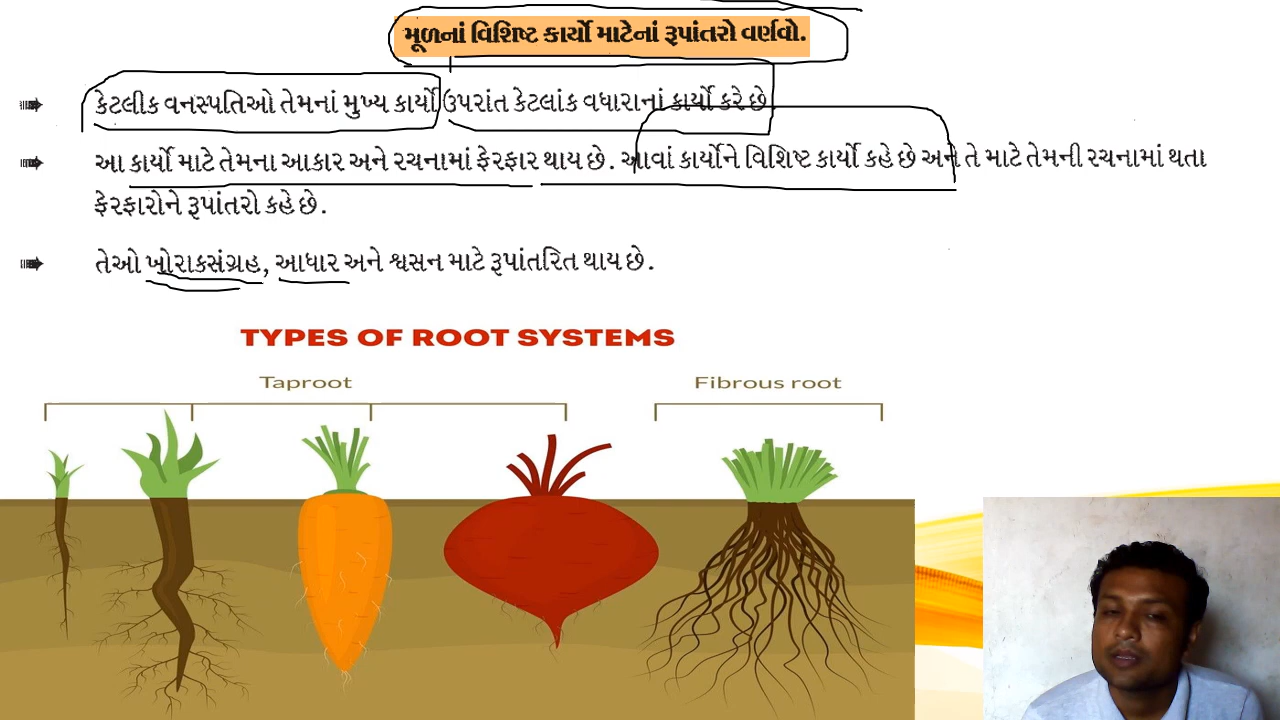 મૂળનાં વિશિષ્ટ કાર્યો માટેનાં રૂપાંતરો વર્ણવો.
કેટલીક વનસ્પતિઓ તેમનાં મુખ્ય કાર્યો ઉપરાંત કેટલાંક વધારાનાં કાર્યો કરે છે.
આ કાર્યો માટે તેમના આકાર અને રચનામાં ફેરફાર થાય છે. આવાં કાર્યોને વિશિષ્ટ કાર્યો કહે છે અને તે માટે તેમની રચનામાં થતા
ફેરફારોને રૂપાંતરો કહે છે.
તેઓ ખોરાકસંગ્રહ, આધાર અને શ્વસન માટે રૂપાંતરિત થાય છે.
TYPES OF ROOT SYSTEMS
Taproot
Fibrous root